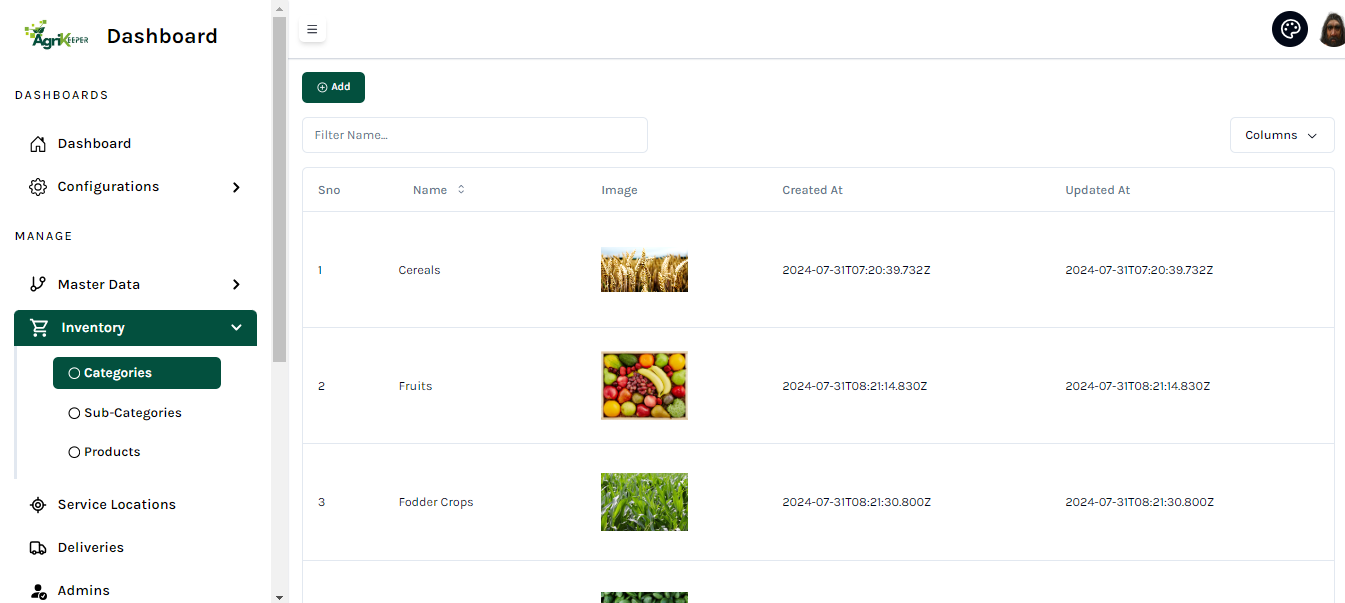 AgriKEEPER Dashboard
DASHBOARDS
Dashboard
Configurations
MANAGE
Master Data
Inventory
Categories
Sub-Categories
Products
Service Locations
Deliveries
Admins
Add
Filter Name...
Columns
Sno Name Image Created At Updated At
1 Cereals 2024-07-31T07:20:39.732Z 2024-07-31T07:20:39.732Z
2 Fruits 2024-07-31T08:21:14.830Z 2024-07-31T08:21:14.830Z
3 Fodder Crops 2024-07-31T08:21:30.800Z 2024-07-31T08:21:30.800Z